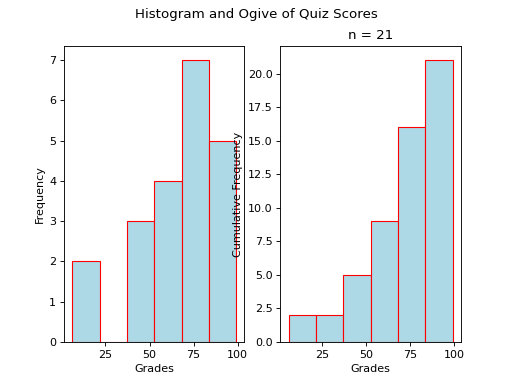 Histogram and Ogive of Quiz Scores
n = 21
Frequency
7
6
5
4
3
2
1
0
25 50 75 100
Grades
Cumulative Frequency
20.0
17.5
15.0
12.5
10.0
7.5
5.0
2.5
0.0
25 50 75 100
Grades